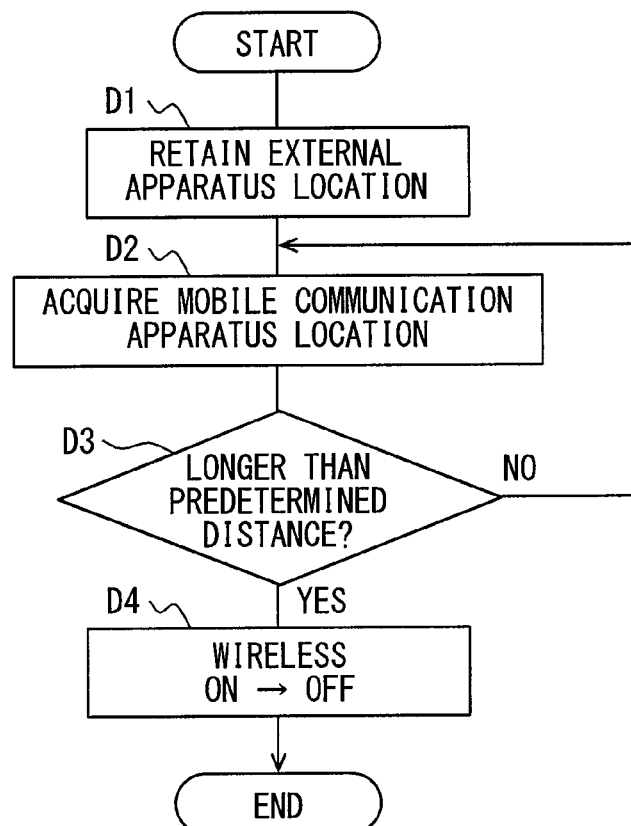 START
D1
RETAIN EXTERNAL
APPARATUS LOCATION
D2
ACQUIRE MOBILE COMMUNICATION
APPARATUS LOCATION
D3
LONGER THAN
PREDETERMINED
DISTANCE?
NO
YES
D4
WIRELESS
ON → OFF
END